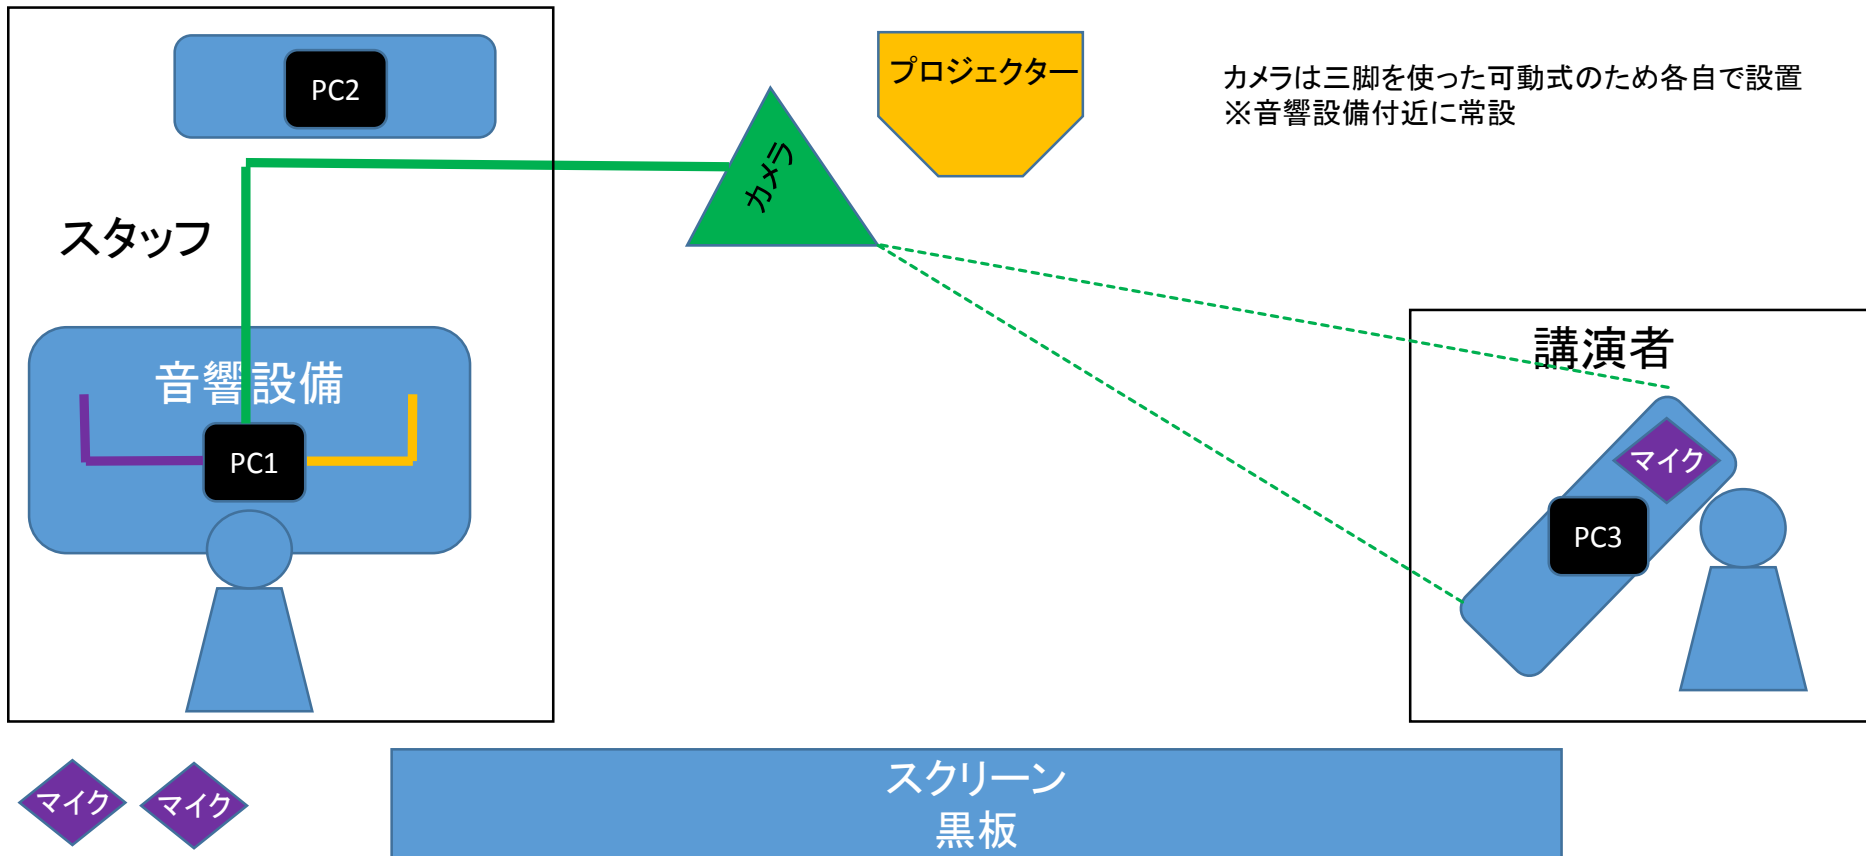 PC2
プロジェクター
カメラは三脚を使った可動式のため各自で設置
※音響設備付近に常設
カメラ
スタッフ
音響設備
PC1
講演者
マイク
PC3
マイク
マイク
スクリーン
黒板